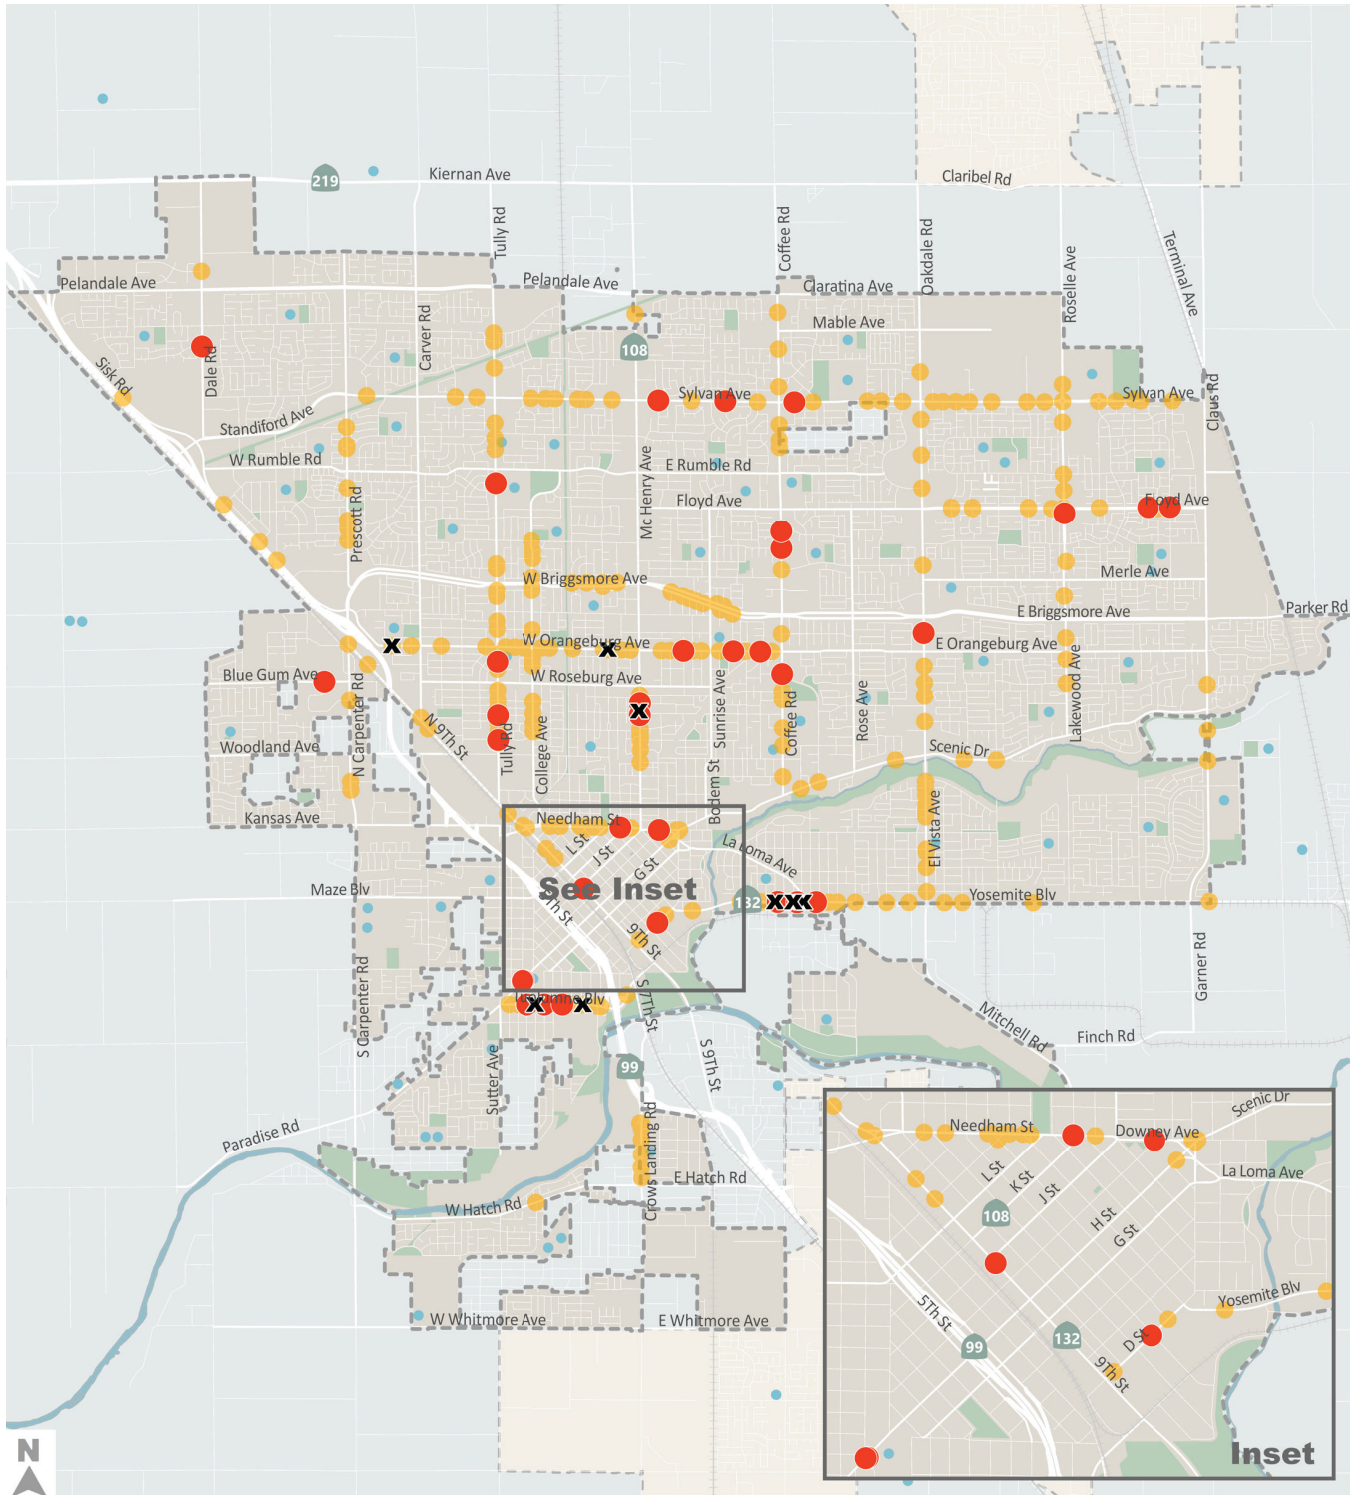 219
Kiernan Ave
Claribel Rd
Tully Rd
Coffee Rd
Oakdale Rd
Roselle Ave
Terminal Ave
Pelandale Ave
Pelandale Ave
Claratina Ave
Mable Ave
Carver Rd
108
Sisk Rd
Dale Rd
Sylvan Ave
Sylvan Ave
Claus Rd
Standiford Ave
W Rumble Rd
E Rumble Rd
Mc Henry Ave
Floyd Ave
Floyd Ave
Prescott Rd
W Briggsmore Ave
Merle Ave
E Briggsmore Ave
Parker Rd
W Orangeburg Ave
E Orangeburg Ave
Blue Gum Ave
W Roseburg Ave
N Carpenter Rd
Sunrise Ave
Coffee Rd
Rose Ave
Lakewood Ave
N 9Th St
Tully Rd
College Ave
Woodland Ave
Scenic Dr
Bodem St
Kansas Ave
Needham St
El Vista Ave
L St
J St
G St
La Loma Ave
Maze Blv
See Inset
5Th St
132
Yosemite Blv
9Th St
S Carpenter Rd
Garner Rd
Tuolumne Blv
S 7Th St
Mitchell Rd
Finch Rd
S 9Th St
Sutter Ave
99
Paradise Rd
Crows Landing Rd
E Hatch Rd
W Hatch Rd
W Whitmore Ave
E Whitmore Ave
Scenic Dr
Needham St
Downey Ave
La Loma Ave
L St
K St
J St
108
H St
G St
Yosemite Blv
5Th St
99
132
D St
9Th St
Inset
N